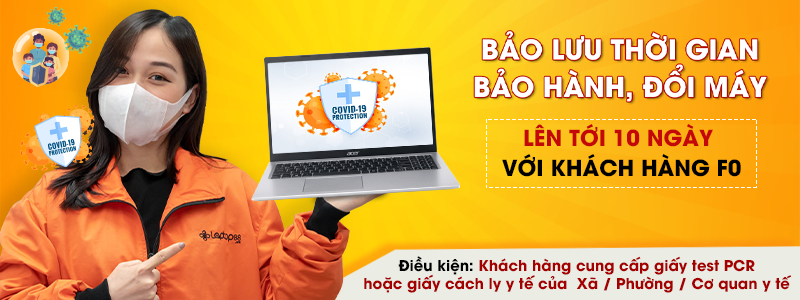 BẢO LƯU THỜI GIAN
BẢO HÀNH, ĐỔI MÁY
LÊN TỚI 10 NGÀY
VỚI KHÁCH HÀNG F0
COVID-19
PROTECTION
COVID-19
PROTECTION
acer
Điều kiện: Khách hàng cung cấp giấy test PCR
hoặc giấy cách ly y tế của Xã / Phường / Cơ quan y tế